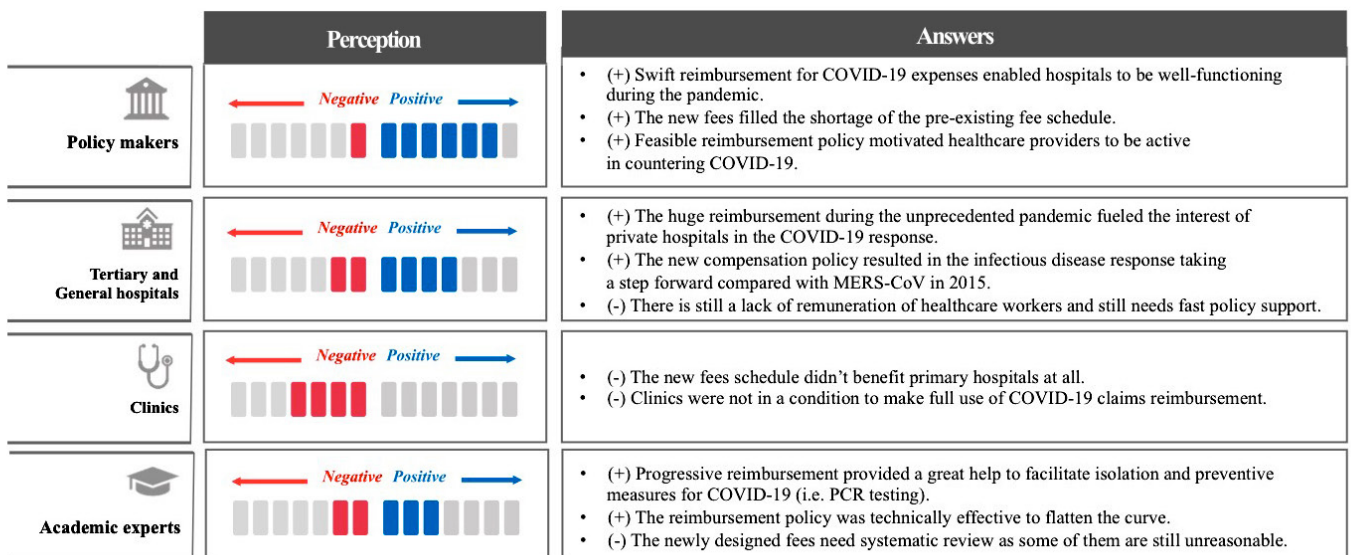 Perception
Answers
Policy makers
Negative Positive
• (+) Swift reimbursement for COVID-19 expenses enabled hospitals to be well-functioning
during the pandemic.
• (+) The new fees filled the shortage of the pre-existing fee schedule.
• (+) Feasible reimbursement policy motivated healthcare providers to be active
in countering COVID-19.
Tertiary and
General hospitals
Negative Positive
• (+) The huge reimbursement during the unprecedented pandemic fueled the interest of
private hospitals in the COVID-19 response.
• (+) The new compensation policy resulted in the infectious disease response taking
a step forward compared with MERS-CoV in 2015.
• (-) There is still a lack of remuneration of healthcare workers and still needs fast policy support.
Clinics
Negative Positive
• (-) The new fees schedule didn’t benefit primary hospitals at all.
• (-) Clinics were not in a condition to make full use of COVID-19 claims reimbursement.
Academic experts
Negative Positive
• (+) Progressive reimbursement provided a great help to facilitate isolation and preventive
measures for COVID-19 (i.e. PCR testing).
• (+) The reimbursement policy was technically effective to flatten the curve.
• (-) The newly designed fees need systematic review as some of them are still unreasonable.